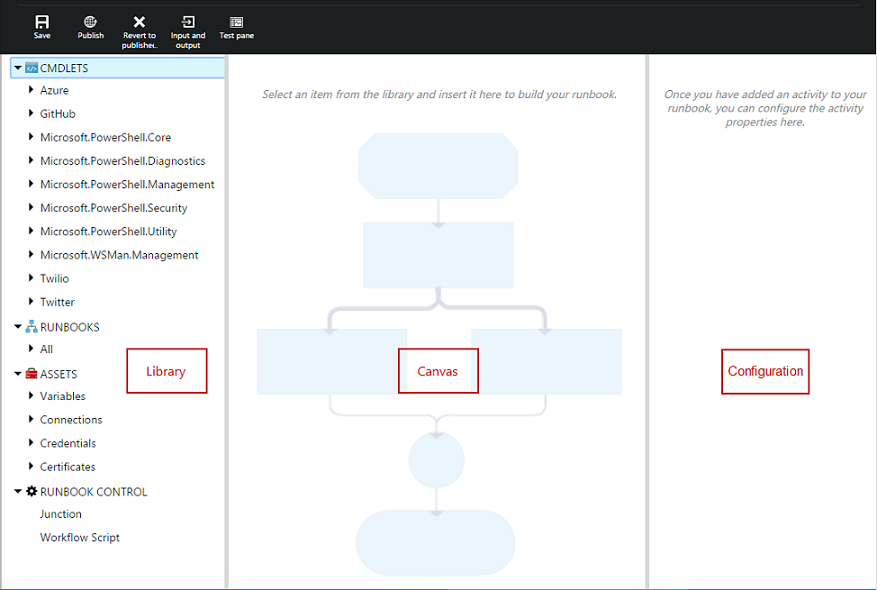 Save
Publish
Revert to
publishe...
Input and
output
Test pane
CMDLETS
Azure
GitHub
Microsoft.PowerShell.Core
Microsoft.PowerShell.Diagnostics
Microsoft.PowerShell.Management
Microsoft.PowerShell.Security
Microsoft.PowerShell.Utility
Microsoft.WSMan.Management
Twilio
Twitter
RUNBOOKS
All
ASSETS
Variables
Connections
Credentials
Certificates
RUNBOOK CONTROL
Junction
Workflow Script
Library
Select an item from the library and insert it here to build your runbook.
Canvas
Once you have added an activity to your
runbook, you can configure the activity
properties here.
Configuration